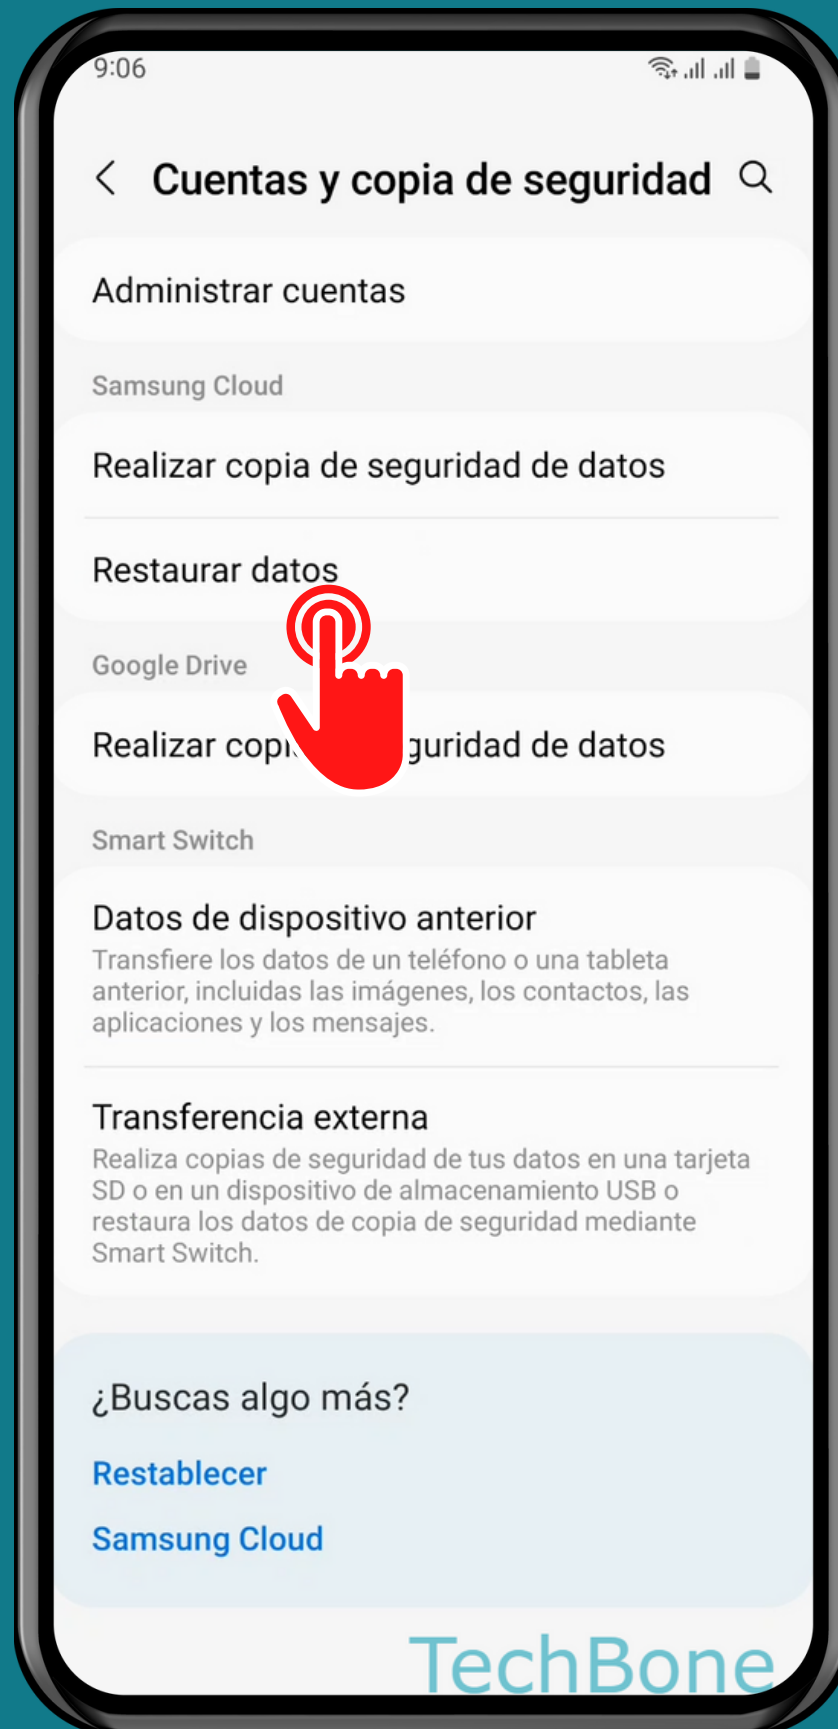 9:06
Cuentas y copia de seguridad
Administrar cuentas
Samsung Cloud
Realizar copia de seguridad de datos
Restaurar datos
Google Drive
Realizar guridad de datos
Smart Switch
Datos de dispositivo anterior
Transfiere los datos de un teléfono o una tableta
anterior, incluidas las imágenes, los contactos, las
aplicaciones y los mensajes.
Transferencia externa
Realiza copias de seguridad de tus datos en una tarjeta
SD o en un dispositivo de almacenamiento USB o
restaura los datos de copia de seguridad mediante
Smart Switch.
¿Buscas algo más?
Restablecer
Samsung Cloud
TechBone